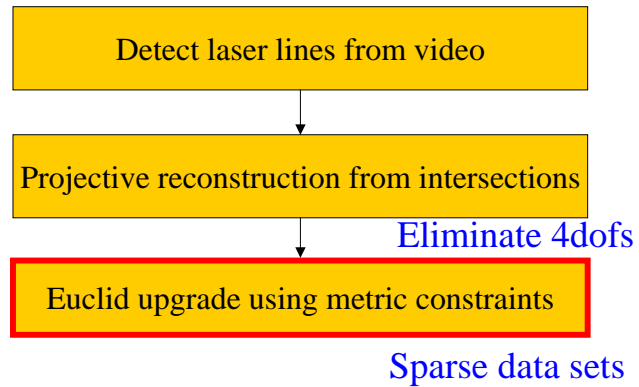 Detect laser lines from video
Projective reconstruction from intersections
Eliminate 4dofs
Euclid upgrade using metric constraints
Sparse data sets